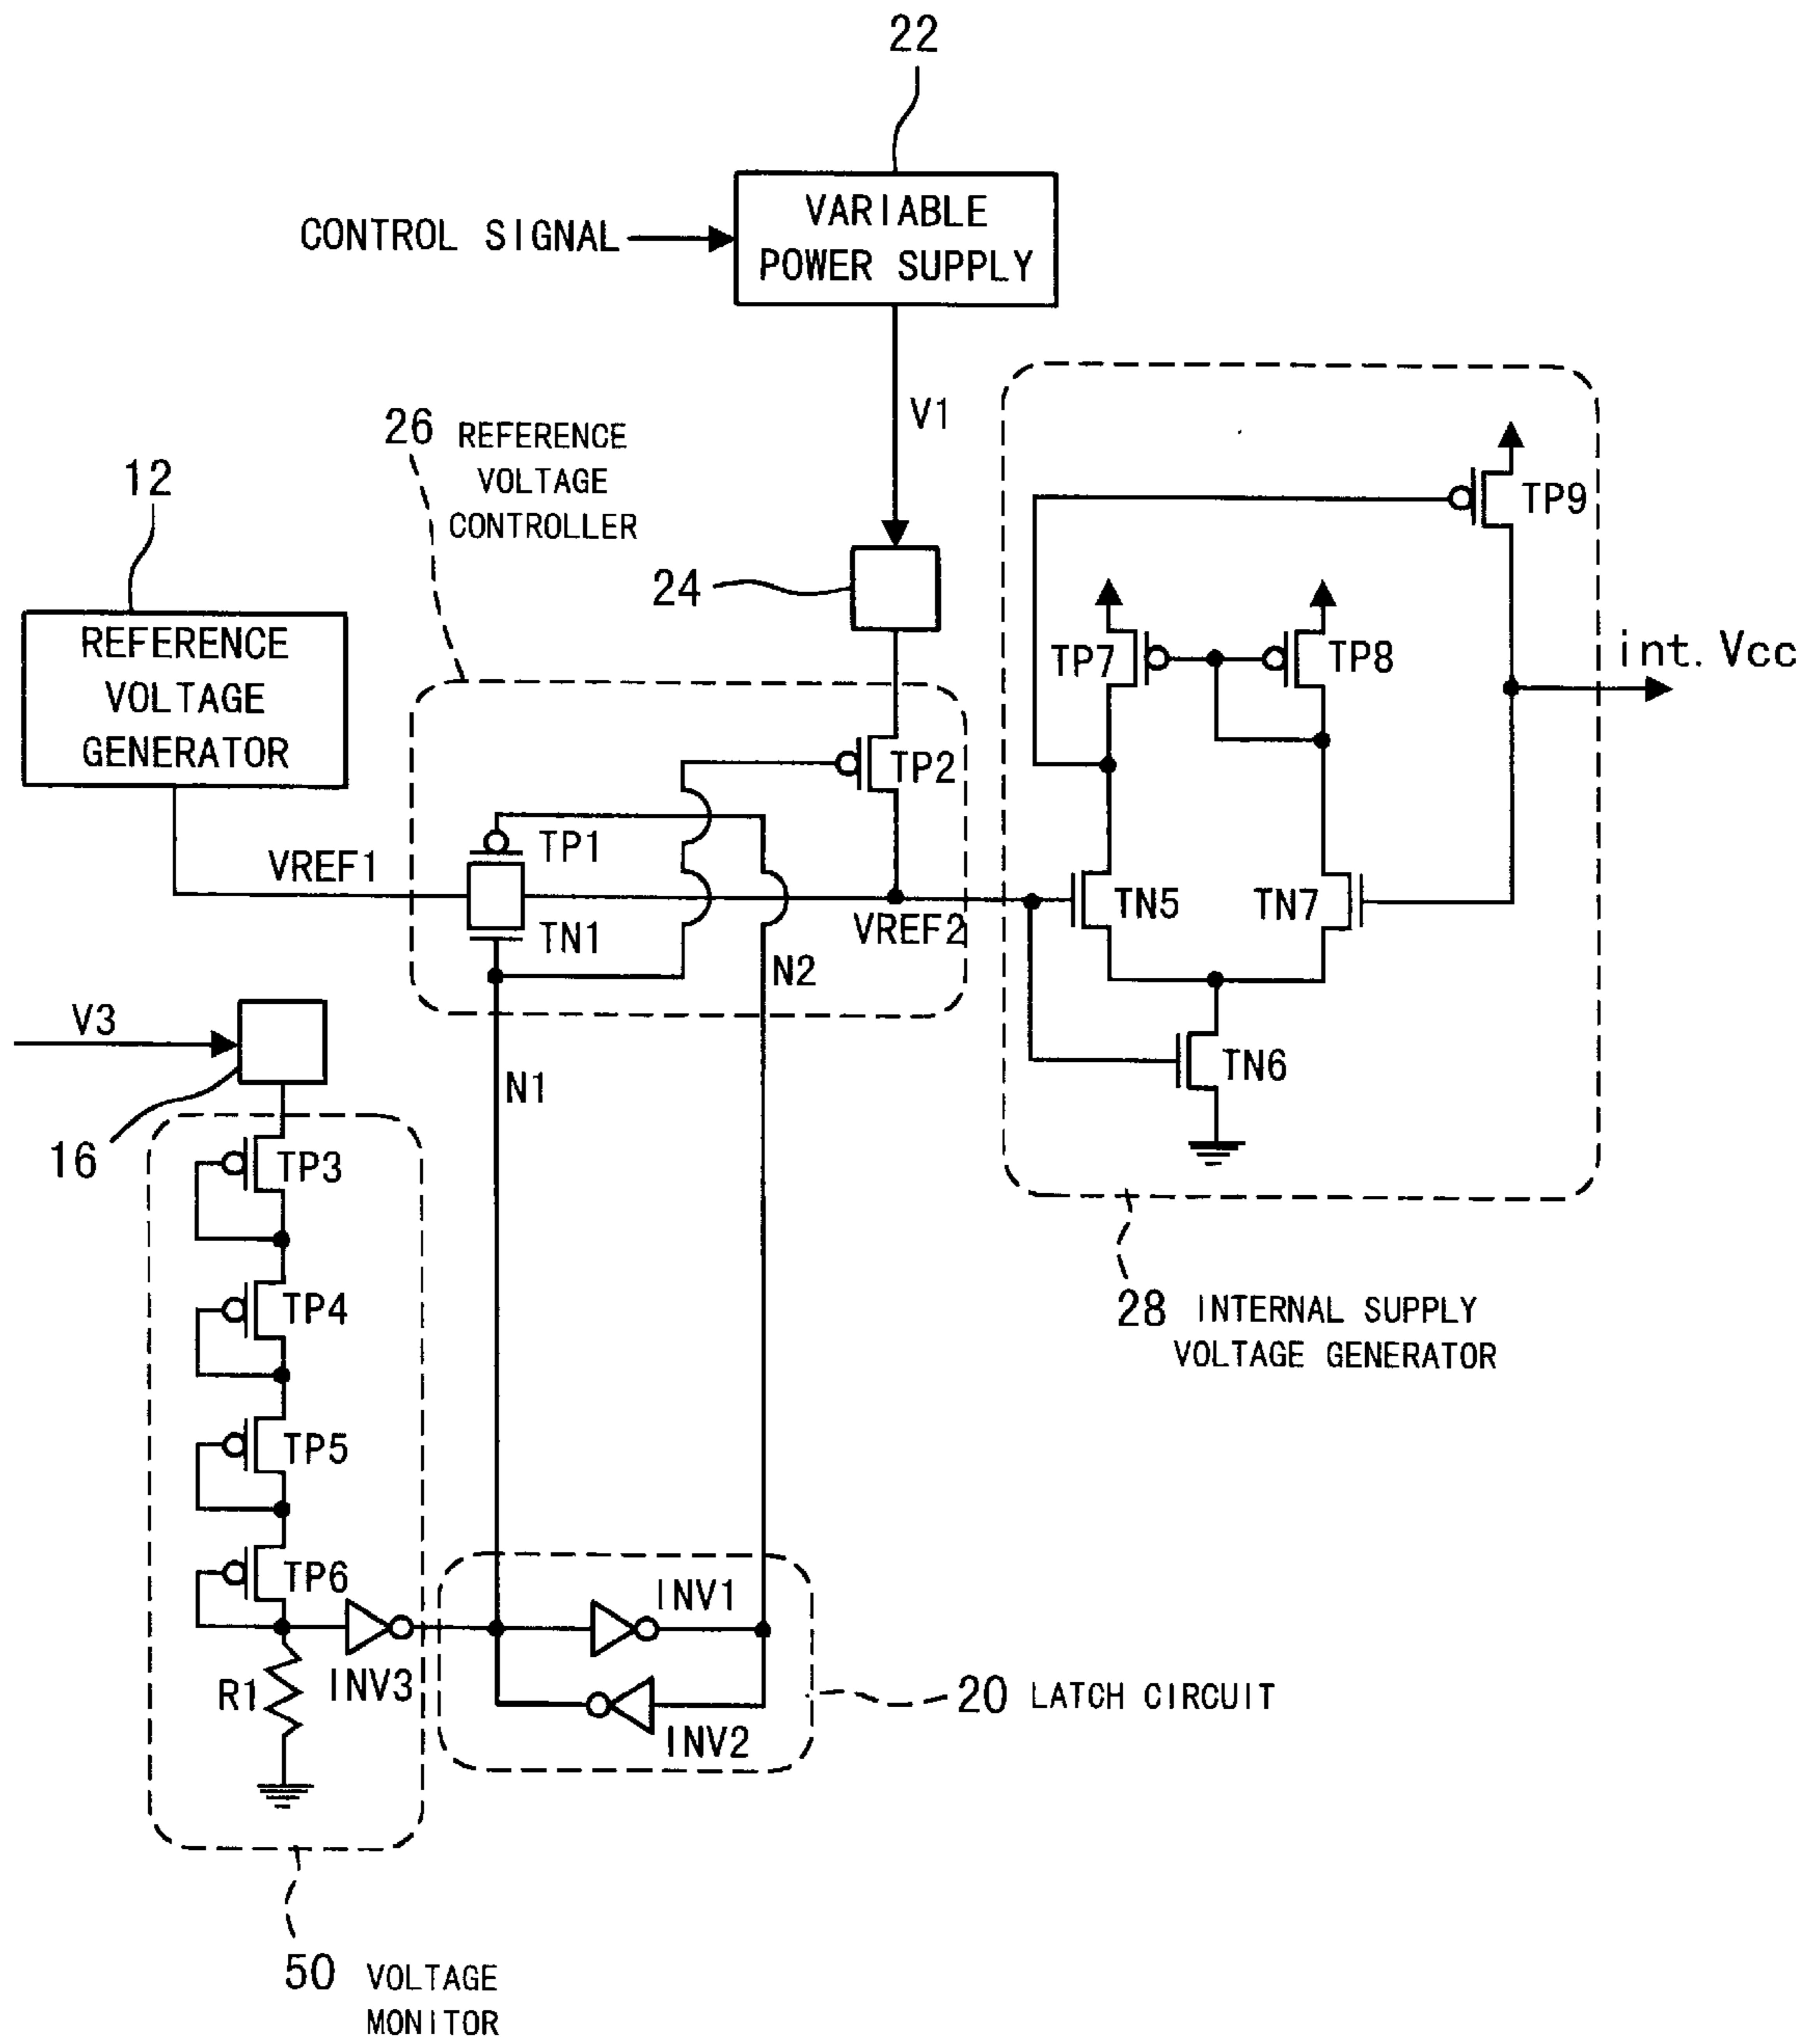 22
VARIABLE
POWER SUPPLY
CONTROL SIGNAL
V1
26 REFERENCE
VOLTAGE
CONTROLLER
12
REFERENCE
VOLTAGE
GENERATOR
24
TP9
TP7
TP8
int. Vcc
TP2
TP1
VREF1
TN1
VREF2
N2
TN5
TN7
TN6
V3
16
N1
TP3
TP4
TP5
TP6
28 INTERNAL SUPPLY
VOLTAGE GENERATOR
INV1
R1
INV3
INV2
20 LATCH CIRCUIT
50 VOLTAGE
MONITOR